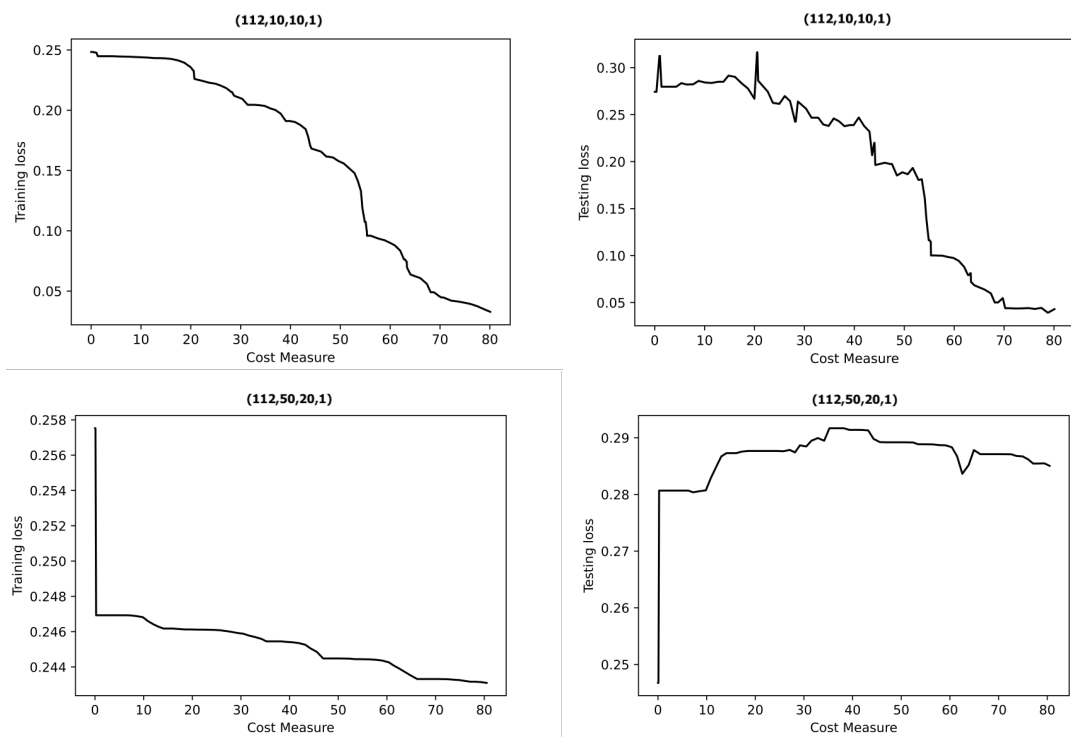 (112,10,10,1)
0.25
0.20
0.15
0.10
0.05
Training loss
0 10 20 30 40 50 60 70 80
Cost Measure
(112,10,10,1)
0.30
0.25
0.20
0.15
0.10
0.05
Testing loss
0 10 20 30 40 50 60 70 80
Cost Measure
(112,50,20,1)
0.258
0.256
0.254
0.252
0.250
0.248
0.246
0.244
Training loss
0 10 20 30 40 50 60 70 80
Cost Measure
(112,50,20,1)
0.29
0.28
0.27
0.26
0.25
Testing loss
0 10 20 30 40 50 60 70 80
Cost Measure